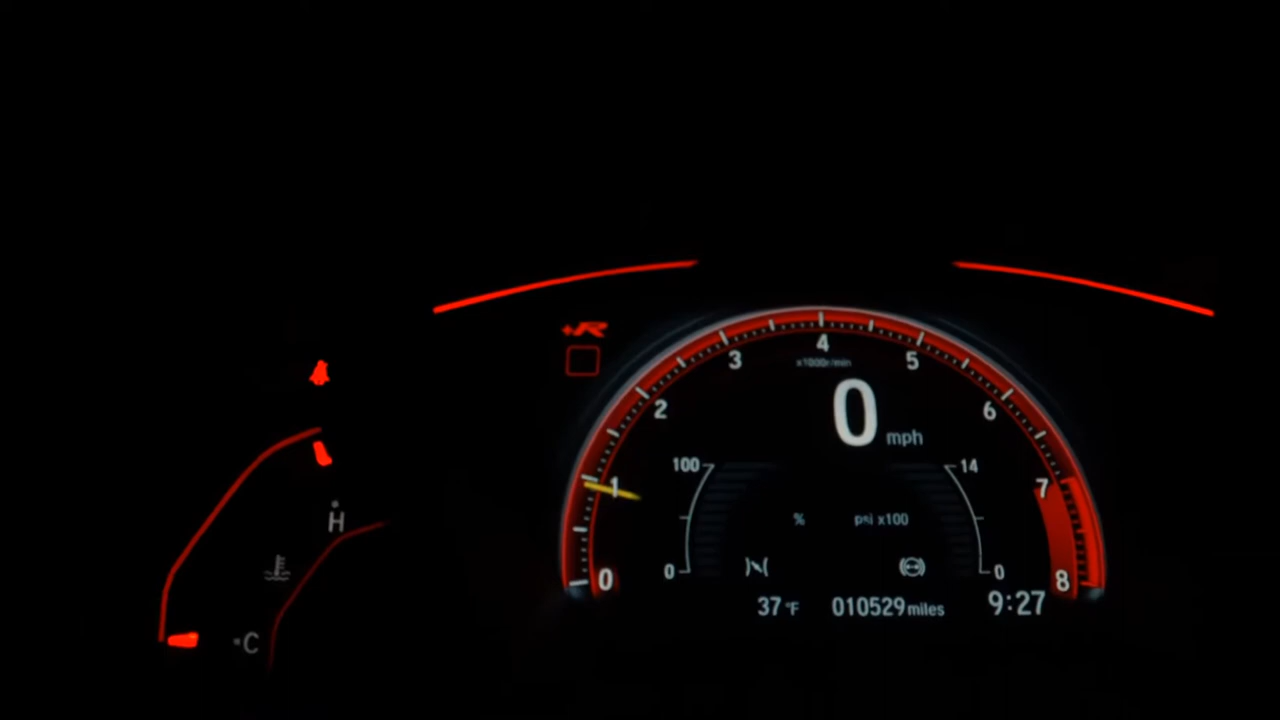 +R
4
3 5
x1000r/min
2 0 mph 6
100 14
1 7
H % psi x100
0 0
0 8
37 °F 010529 miles 9:27
C